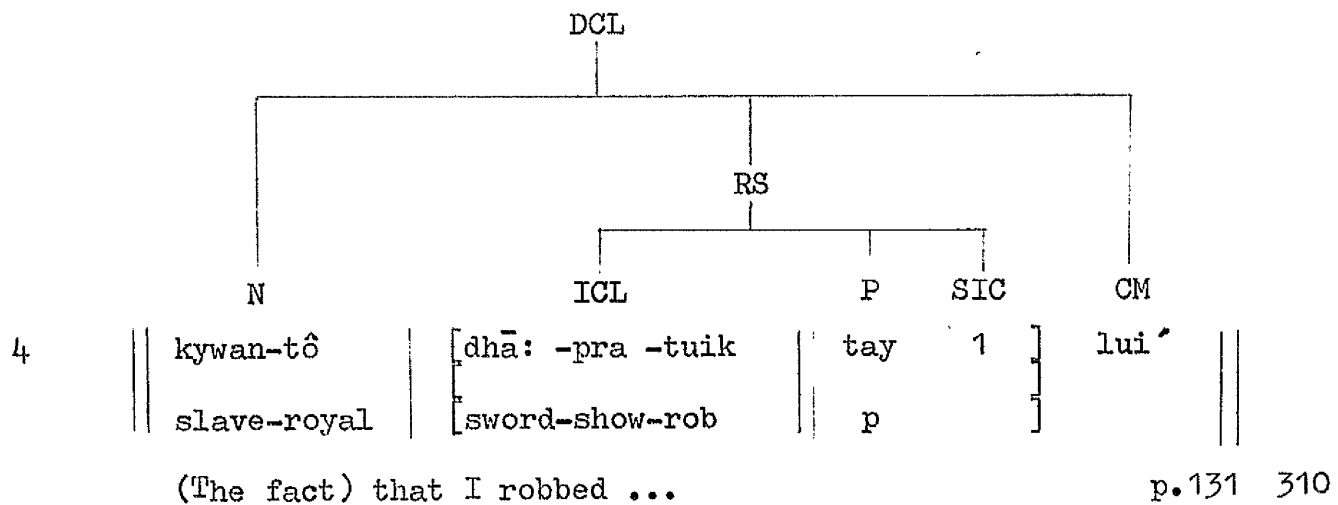 DCL
RS
N ICL P SIC CM
4 || kywan-tô | [dhā: -pra -tuik || tay 1 ] lui´ ||
|| slave-royal | [sword-show-rob || p ] ||
(The fact) that I robbed ... p.131 310